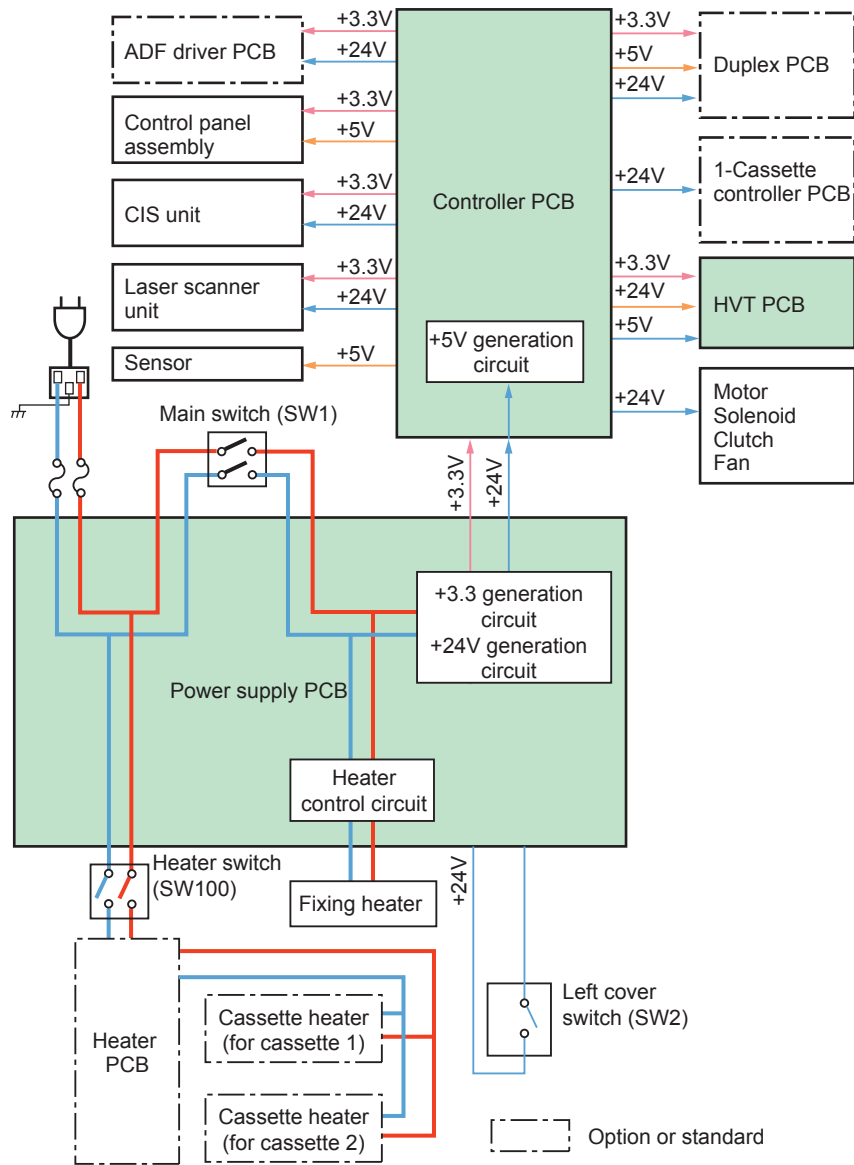 +3.3V
ADF driver PCB
+24V
+3.3V
Control panel
assembly
+5V
+3.3V
CIS unit
+24V
+3.3V
Laser scanner
unit
+24V
Sensor
+5V
Controller PCB
+5V generation
circuit
+3.3V
+5V
+24V
Duplex PCB
+24V
1-Cassette
controller PCB
+3.3V
+24V
+5V
HVT PCB
+24V
Motor
Solenoid
Clutch
Fan
Main switch (SW1)
+3.3V
+24V
+3.3 generation
circuit
+24V generation
circuit
Power supply PCB
Heater
control circuit
Heater switch
(SW100)
Fixing heater
+24V
Left cover
switch (SW2)
Heater
PCB
Cassette heater
(for cassette 1)
Cassette heater
(for cassette 2)
Option or standard